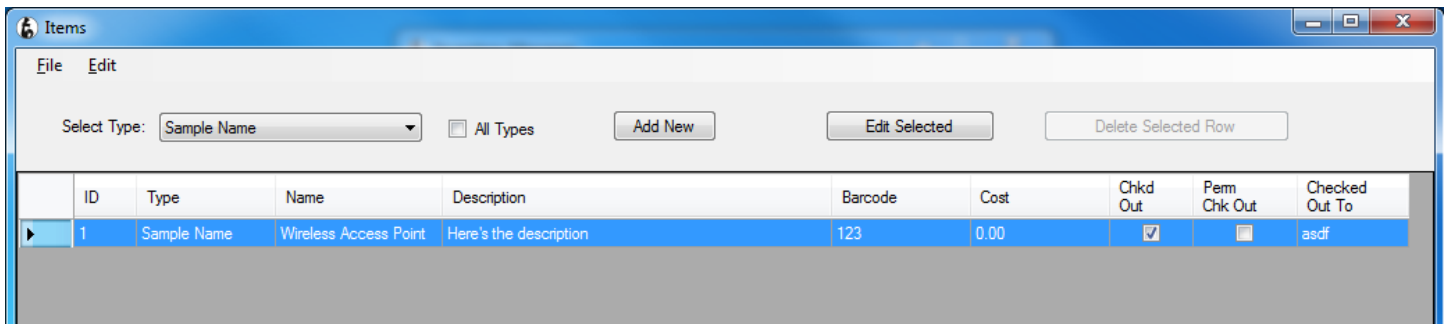 Items
File Edit
Select Type: Sample Name All Types Add New Edit Selected Delete Selected Row
ID Type Name Description Barcode Cost Chkd Out Perm Chk Out Checked Out To
1 Sample Name Wireless Access Point Here's the description 123 0.00 asdf